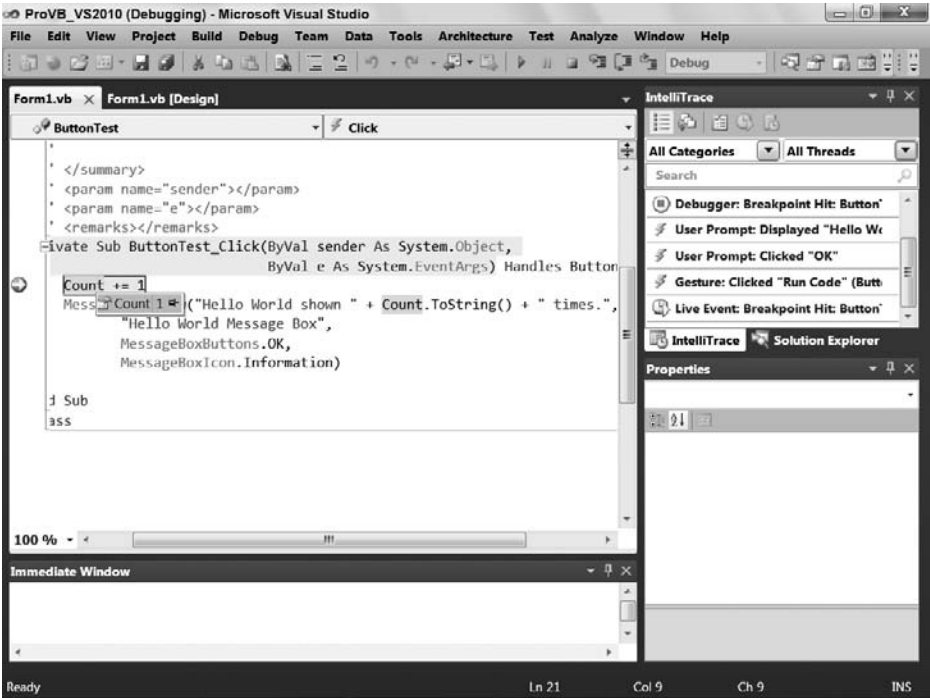 ProVB_VS2010 (Debugging) - Microsoft Visual Studio
File Edit View Project Build Debug Team Data Tools Architecture Test Analyze Window Help
Debug
Form1.vb Form1.vb [Design]
ButtonTest Click
'
' </summary>
' <param name="sender"></param>
' <param name="e"></param>
' <remarks></remarks>
ivate Sub ButtonTest_Click(ByVal sender As System.Object,
ByVal e As System.EventArgs) Handles Button
Count += 1
Mess Count 1 ("Hello World shown " + Count.ToString() + " times.",
"Hello World Message Box",
MessageBoxButtons.OK,
MessageBoxIcon.Information)
d Sub
ass
100 %
Immediate Window
IntelliTrace
All Categories All Threads
Search
Debugger: Breakpoint Hit: Button
User Prompt: Displayed "Hello Wo
User Prompt: Clicked "OK"
Gesture: Clicked "Run Code" (Butt
Live Event: Breakpoint Hit: Button
IntelliTrace Solution Explorer
Properties
Ready Ln 21 Col 9 Ch 9 INS